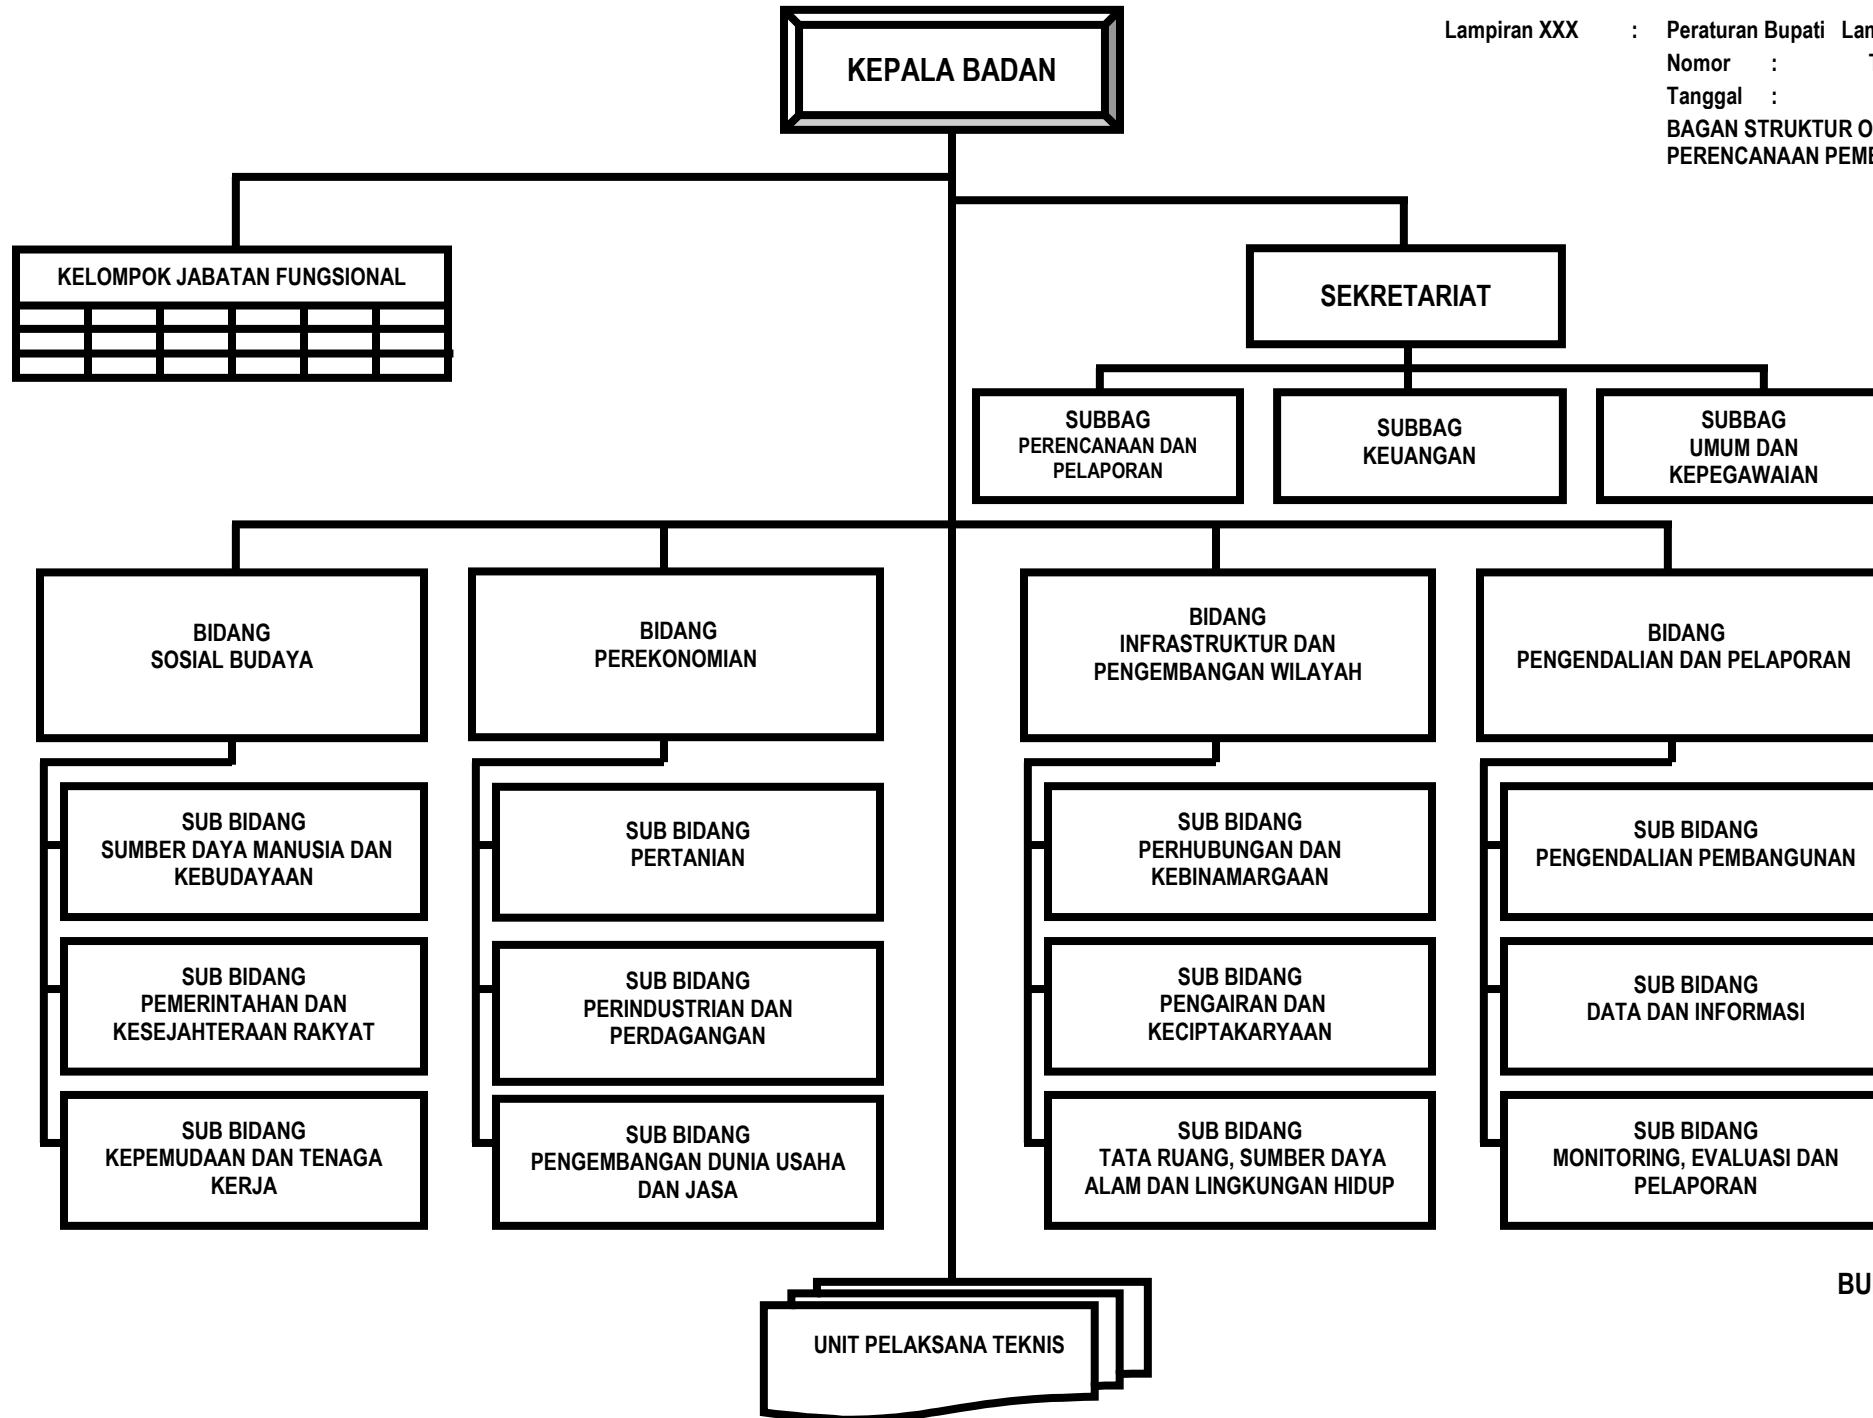 KEPALA BADAN
Lampiran XXX : Peraturan Bupati
Nomor :
Tanggal :
BAGAN STRUKTUR
PERENCANAAN
KELOMPOK JABATAN FUNGSIONAL
SEKRETARIAT
SUBBAG
PERENCANAAN DAN
PELAPORAN
SUBBAG
KEUANGAN
SUBBAG
UMUM DAN
KEPEGAWAIAN
BIDANG
SOSIAL BUDAYA
BIDANG
PEREKONOMIAN
BIDANG
INFRASTRUKTUR DAN
PENGEMBANGAN WILAYAH
BIDANG
PENGENDALIAN DAN PELAPORAN
SUB BIDANG
SUMBER DAYA MANUSIA DAN
KEBUDAYAAN
SUB BIDANG
PERTANIAN
SUB BIDANG
PERHUBUNGAN DAN
KEBINAMARGAAN
SUB BIDANG
PENGENDALIAN PEMBANGUNAN
SUB BIDANG
PEMERINTAHAN DAN
KESEJAHTERAAN RAKYAT
SUB BIDANG
PERINDUSTRIAN DAN
PERDAGANGAN
SUB BIDANG
PENGAIRAN DAN
KECIPTAKARYAAN
SUB BIDANG
DATA DAN INFORMASI
SUB BIDANG
KEPEMUDAAN DAN TENAGA
KERJA
SUB BIDANG
PENGEMBANGAN DUNIA USAHA
DAN JASA
SUB BIDANG
TATA RUANG, SUMBER DAYA
ALAM DAN LINGKUNGAN HIDUP
SUB BIDANG
MONITORING, EVALUASI DAN
PELAPORAN
UNIT PELAKSANA TEKNIS